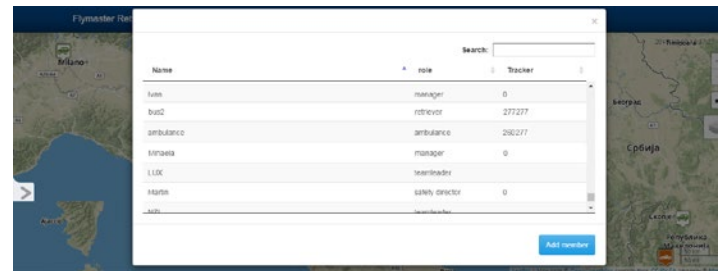 Flymaster Ret
×
Search:
Name role Tracker
Ivan manager 0
bus2 retriever 277277
ambulance ambulance 260277
Mihaela manager 0
LUX teamleader
Martin safety director 0
Add member
Milano
Београд
Србија